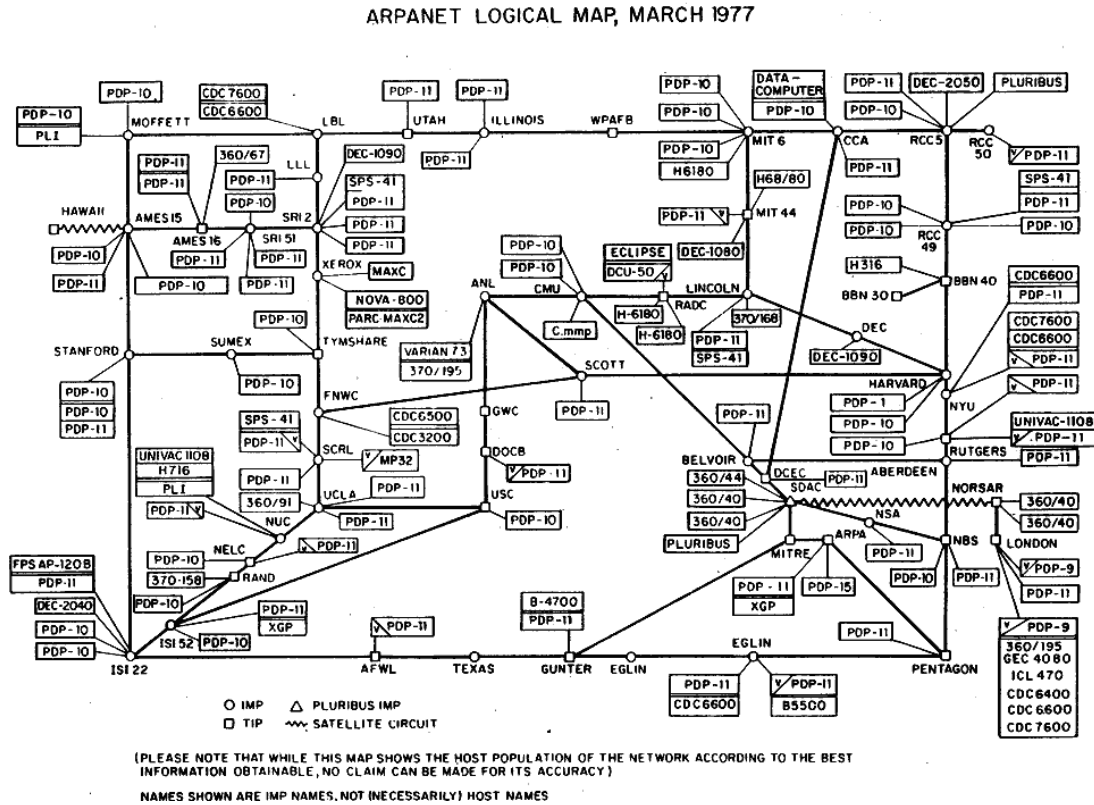 ARPANET LOGICAL MAP, MARCH 1977
PDP-10
PLI
PDP-10
MOFFETT
CDC7600
CDC6600
LBL
PDP-11
UTAH
PDP-11
ILLINOIS
PDP-11
WPAFB
PDP-10
PDP-10
PDP-10
H6180
MIT 6
DATA-
COMPUTER
PDP-10
CCA
PDP-11
PDP-11
PDP-10
DEC-2050
PLURIBUS
RCC5
RCC
50
PDP-11
PDP-11
PDP-11
360/67
LLL
PDP-11
PDP-10
DEC-1090
SPS-41
PDP-11
PDP-11
PDP-11
HAWAII
AMES15
AMES16
PDP-11
SRI 51
PDP-11
SRI 2
PDP-10
PDP-11
PDP-10
PDP-11
XEROX
MAXC
NOVA-800
PARC-MAXC2
H68/80
PDP-11
MIT 44
DEC-1080
SPS-41
PDP-11
PDP-10
PDP-10
PDP-10
RCC
49
H316
BBN 40
BBN 30
PDP-10
PDP-10
CMU
C.mmp
ECLIPSE
DCU-50
RADC
H-6180
H-6180
LINCOLN
370/168
PDP-11
SPS-41
DEC
DEC-1090
CDC6600
PDP-11
CDC7600
CDC6600
PDP-11
PDP-11
ANL
VARIAN 73
370/195
STANFORD
SUMEX
PDP-10
PDP-10
TYMSHARE
PDP-10
PDP-10
PDP-11
SCOTT
PDP-11
HARVARD
PDP-1
PDP-10
PDP-10
NYU
FNWC
CDC6500
CDC3200
GWC
SPS-41
PDP-11
SCRL
MP32
PDP-11
360/91
DOCB
PDP-11
UNIVAC-1108
PDP-11
RUTGERS
PDP-11
ABERDEEN
PDP-11
BELVOIR
DCEC
PDP-11
SDAC
360/44
360/40
360/40
PLURIBUS
NORSAR
360/40
360/40
UNIVAC 1108
H716
PLI
PDP-11
NUC
UCLA
PDP-11
PDP-11
USC
PDP-10
NSA
PDP-11
NBS
PDP-10
PDP-11
LONDON
PDP-9
PDP-11
PDP-9
360/195
GEC 4080
ICL 470
CDC6400
CDC6600
CDC7600
NELC
PDP-10
PDP-11
370-158
RAND
PDP-10
MITRE
ARPA
PDP-11
XGP
PDP-15
FPS AP-120B
PDP-11
DEC-2040
PDP-10
PDP-10
ISI 22
ISI 52
PDP-10
PDP-11
XGP
PDP-11
AFWL
TEXAS
B-4700
PDP-11
GUNTER
EGLIN
EGLIN
PDP-11
CDC6600
PDP-11
B5500
PDP-11
PENTAGON
IMP
PLURIBUS IMP
TIP
SATELLITE CIRCUIT
(PLEASE NOTE THAT WHILE THIS MAP SHOWS THE HOST POPULATION OF THE NETWORK ACCORDING TO THE BEST
INFORMATION OBTAINABLE, NO CLAIM CAN BE MADE FOR ITS ACCURACY)
NAMES SHOWN ARE IMP NAMES, NOT (NECESSARILY) HOST NAMES